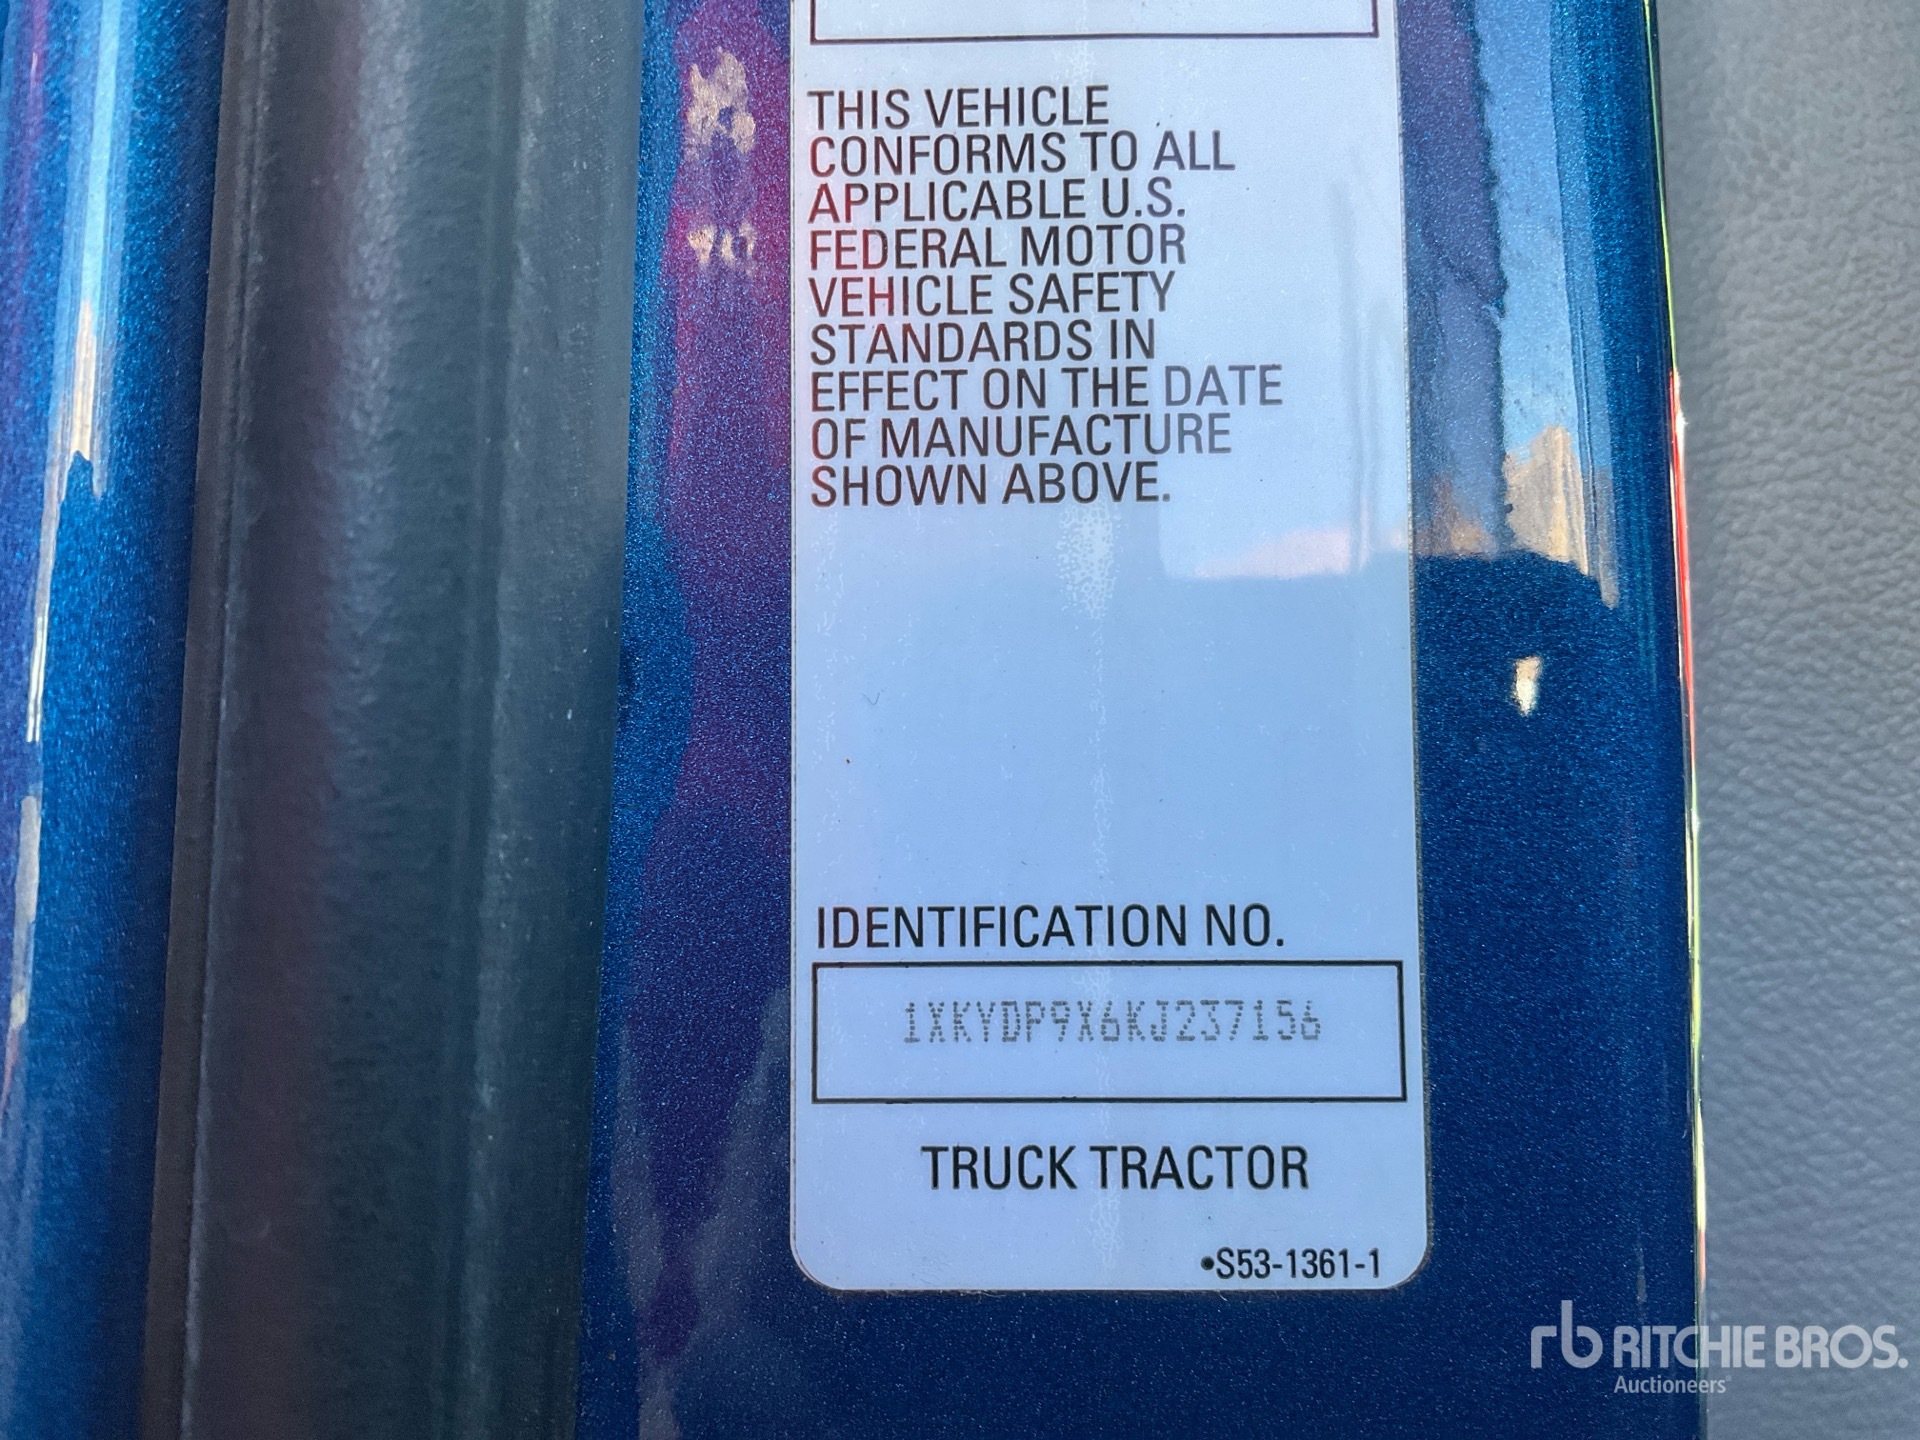 THIS VEHICLE
CONFORMS TO ALL
APPLICABLE U.S.
FEDERAL MOTOR
VEHICLE SAFETY
STANDARDS IN
EFFECT ON THE DATE
OF MANUFACTURE
SHOWN ABOVE.
IDENTIFICATION NO.
1XKYDP9X6KJ237156
TRUCK TRACTOR
•S53-1361-1
rb RITCHIE BROS.
Auctioneers